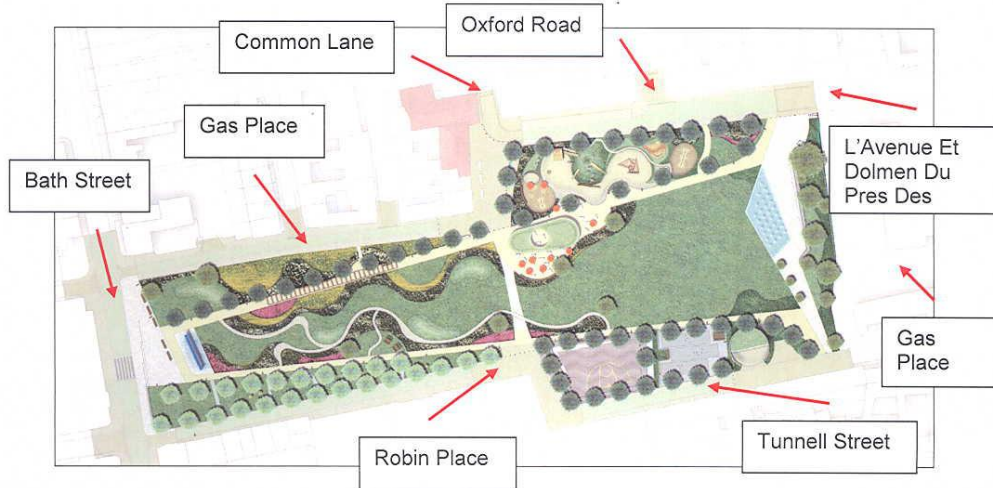 Oxford Road
Common Lane
Gas Place
Bath Street
L'Avenue Et
Dolmen Du
Pres Des
Gas
Place
Tunnell Street
Robin Place